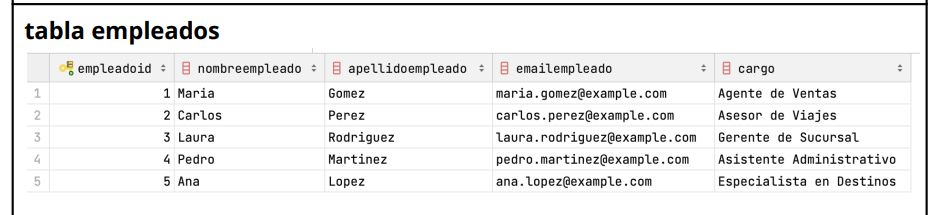 tabla empleados
empleadoid nombreempleado apellidoempleado emailempleado cargo
1 1 Maria Gomez maria.gomez@example.com Agente de Ventas
2 2 Carlos Perez carlos.perez@example.com Asesor de Viajes
3 3 Laura Rodriguez laura.rodriguez@example.com Gerente de Sucursal
4 4 Pedro Martinez pedro.martinez@example.com Asistente Administrativo
5 5 Ana Lopez ana.lopez@example.com Especialista en Destinos